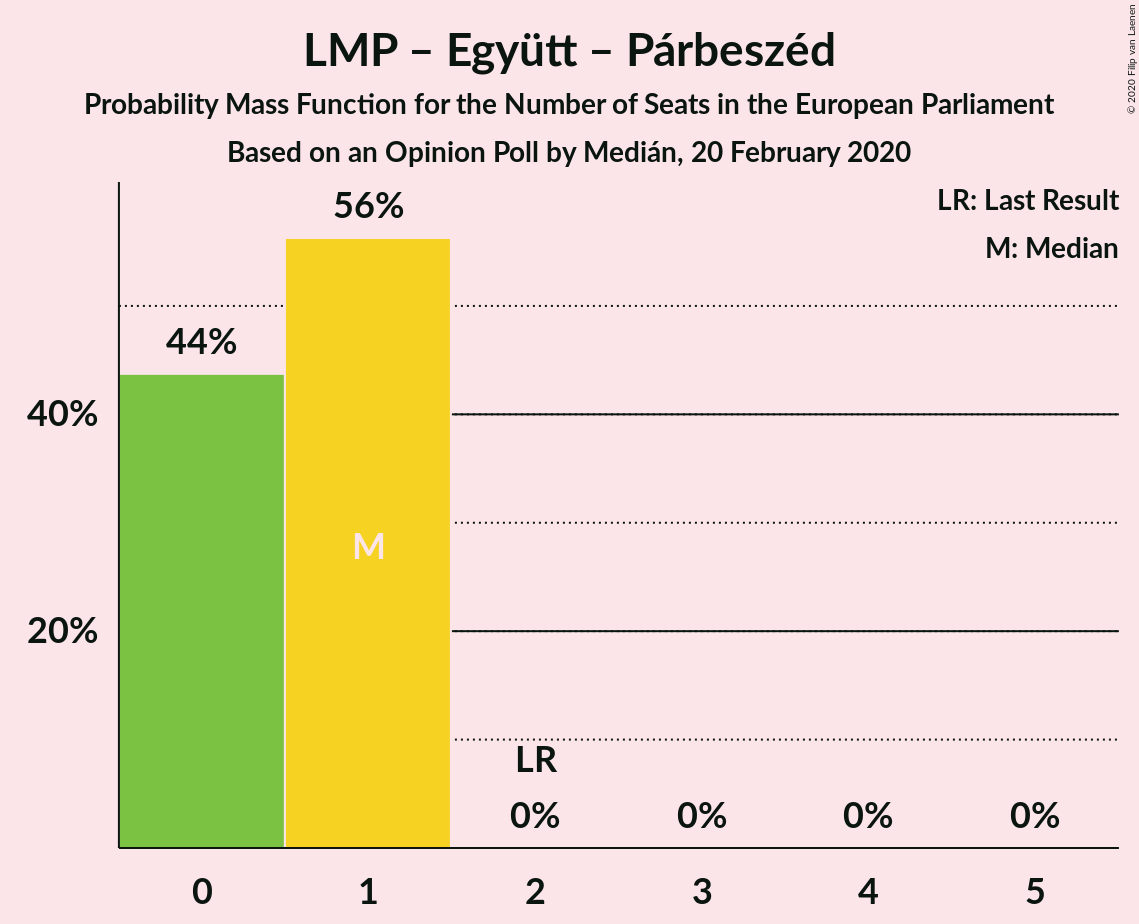 LMP – Együtt – Párbeszéd
Probability Mass Function for the Number of Seats in the European Parliament
Based on an Opinion Poll by Medián, 20 February 2020
© 2020 Filip van Laenen
LR: Last Result
M: Median
56%
44%
40%
M
20%
LR
0% 0% 0% 0%
0 1 2 3 4 5